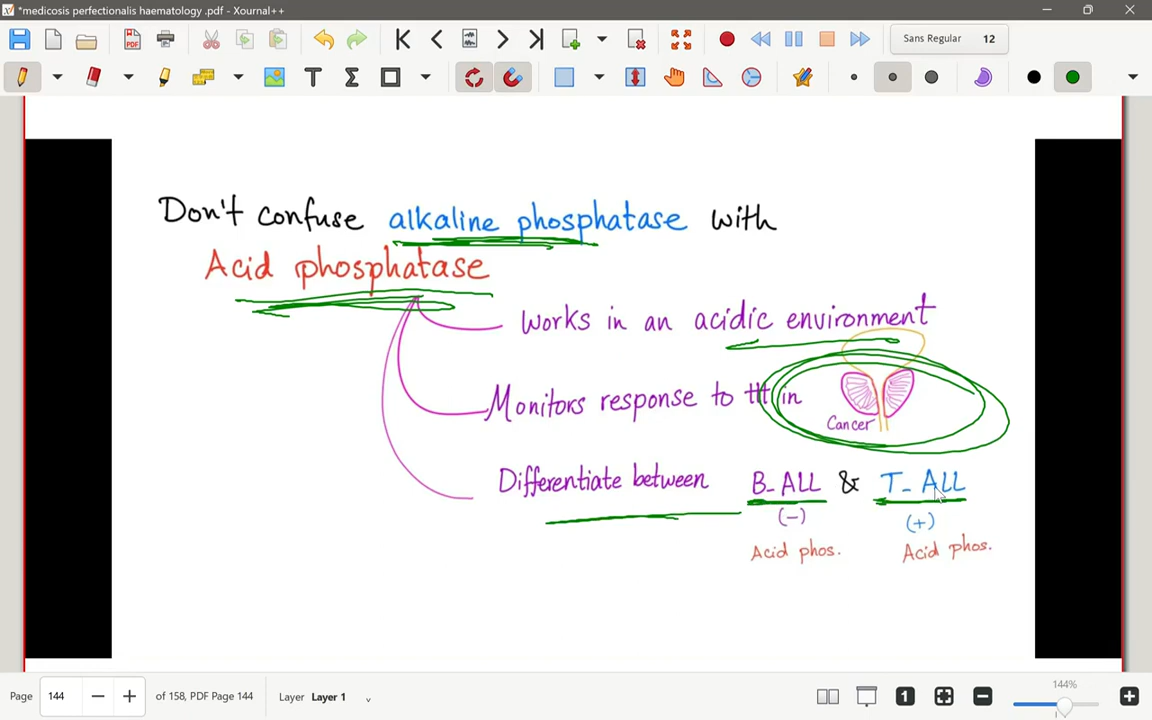 *medicosis perfectionalis haematology .pdf - Xournal++
Sans Regular 12
Don't confuse alkaline phosphatase with
Acid phosphatase
Works in an acidic environment
Monitors response to ttt in
Cancer
Differentiate between B-ALL & T-ALL
(-) (+)
Acid phos. Acid phos.
Page 144 of 158, PDF Page 144 Layer Layer 1 144%